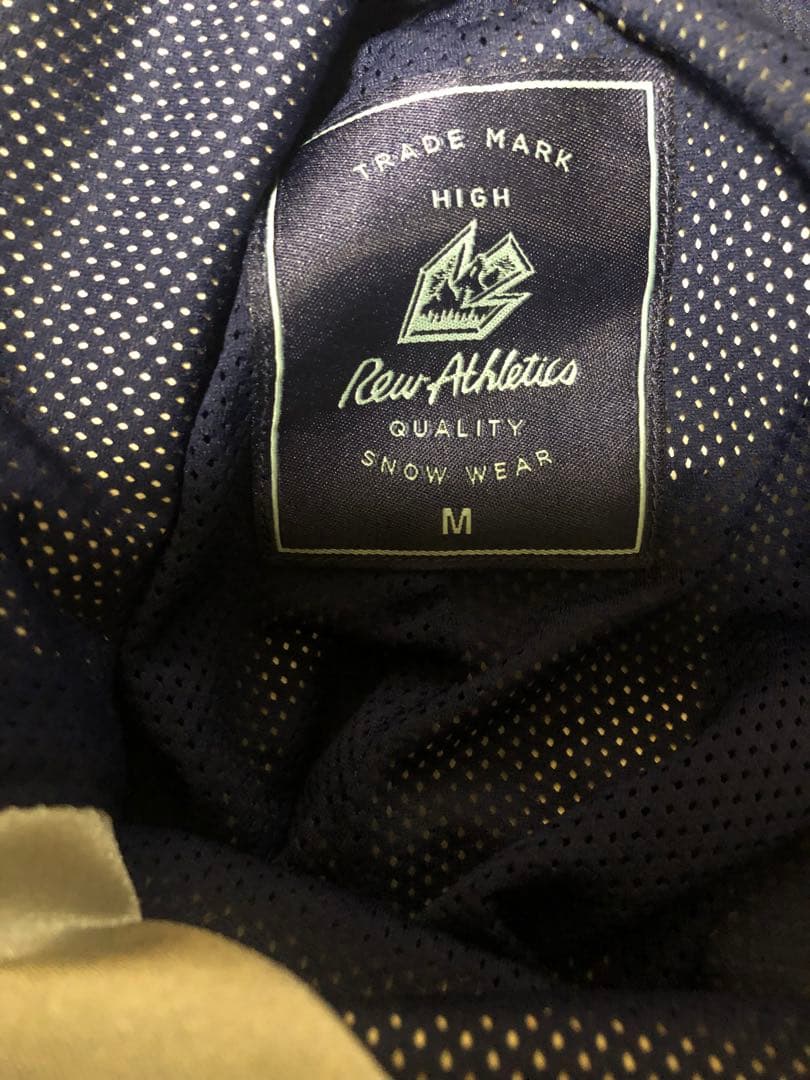 TRADE MARK
HIGH
Rew-Athletics
QUALITY
SNOW WEAR
M